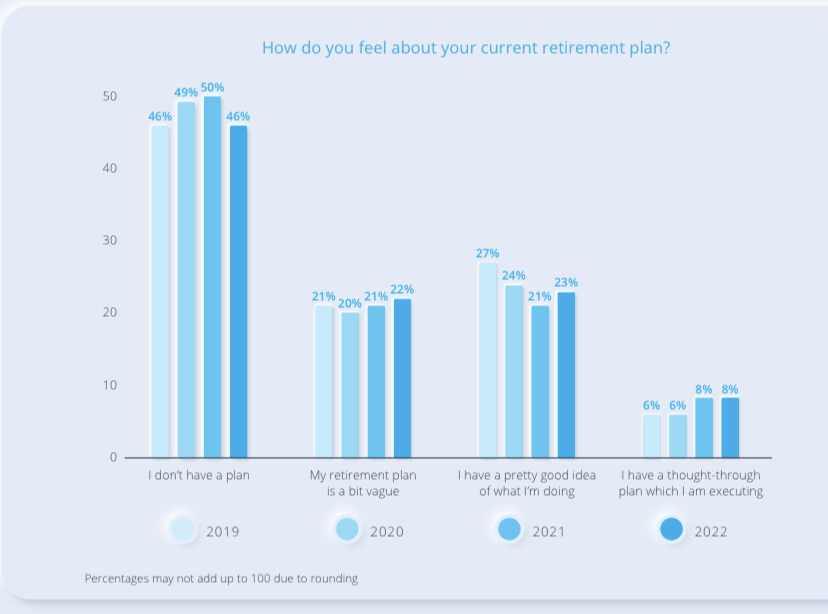 How do you feel about your current retirement plan?
50
40
30
20
10
0
46%
49%
50%
46%
21%
20%
21%
22%
27%
24%
21%
23%
6%
6%
8%
8%
I don't have a plan
My retirement plan
is a bit vague
I have a pretty good idea
of what I'm doing
I have a thought-through
plan which I am executing
2019
2020
2021
2022
Percentages may not add up to 100 due to rounding